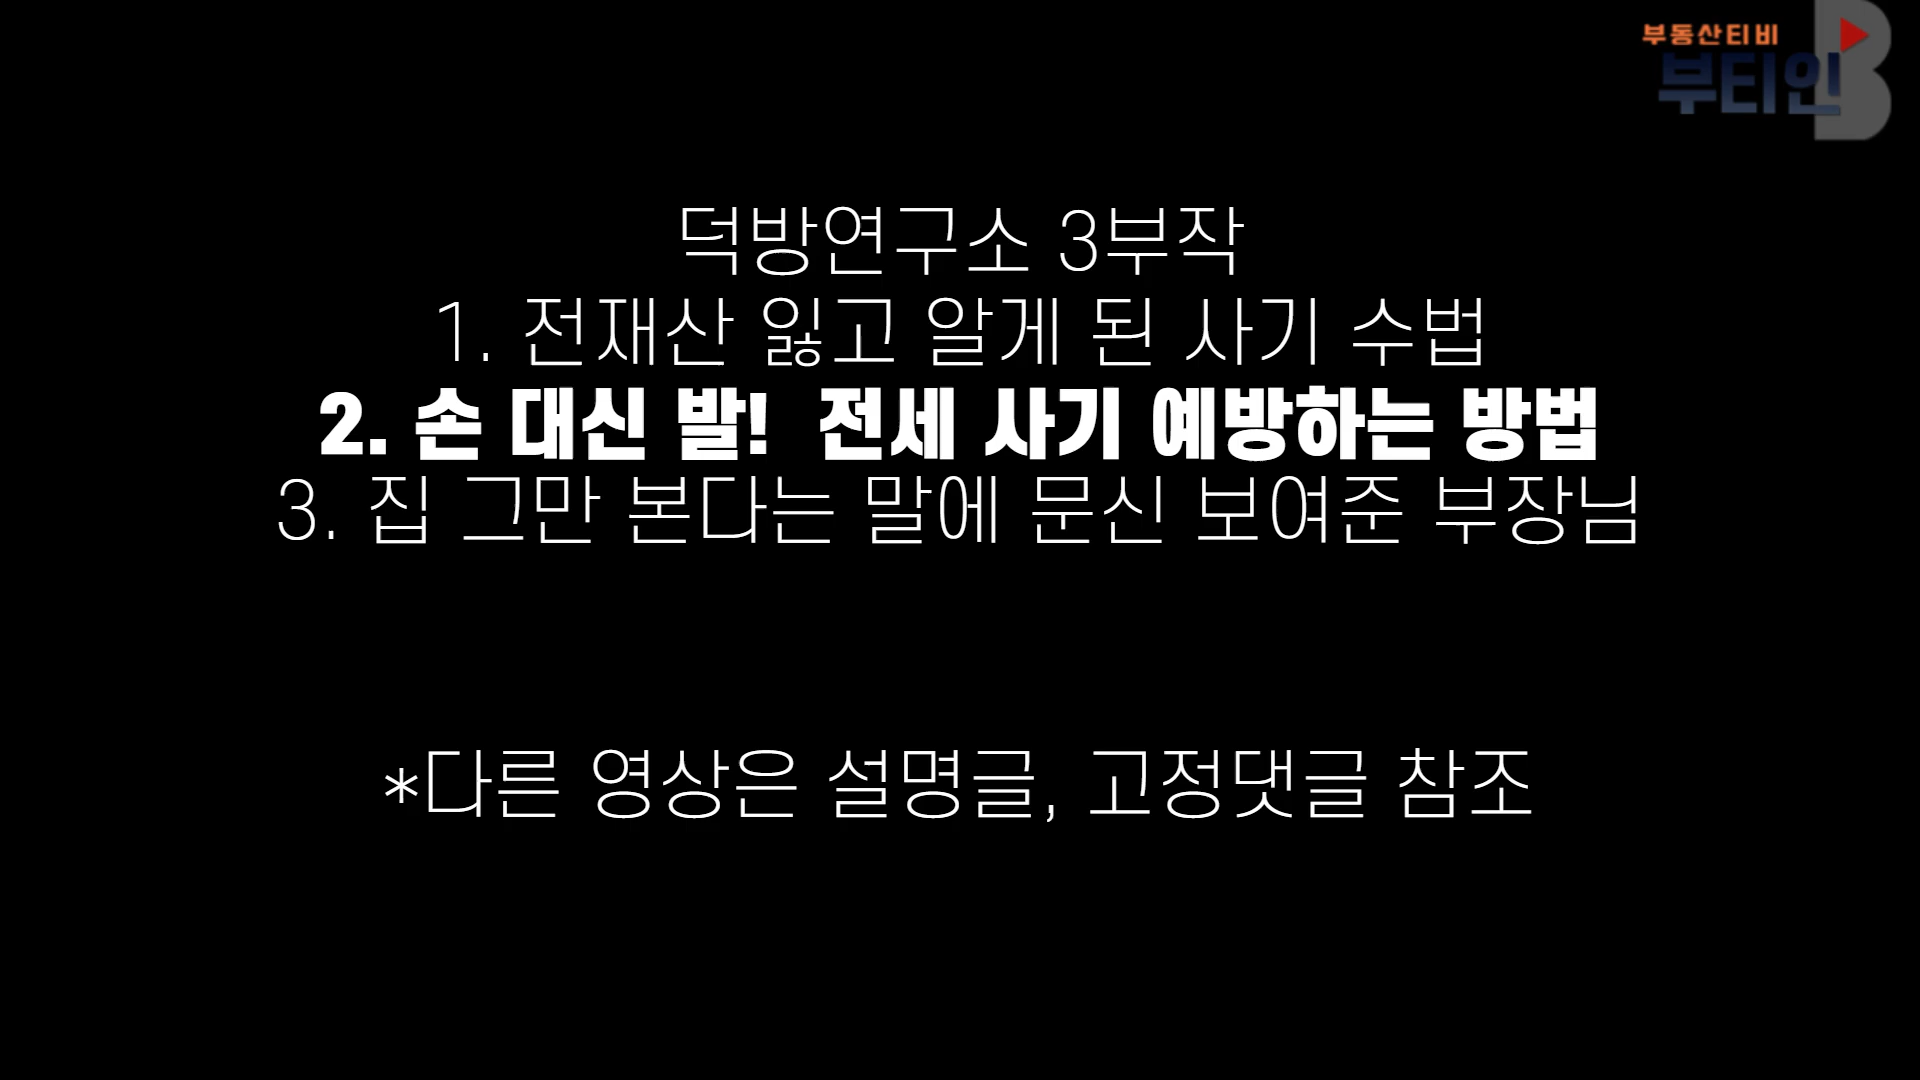 부동산티비
부티인
덕방연구소 3부작
1. 전재산 잃고 알게 된 사기 수법
2. 손 대신 발! 전세 사기 예방하는 방법
3. 집 그만 본다는 말에 문신 보여준 부장님
*다른 영상은 설명글, 고정댓글 참조